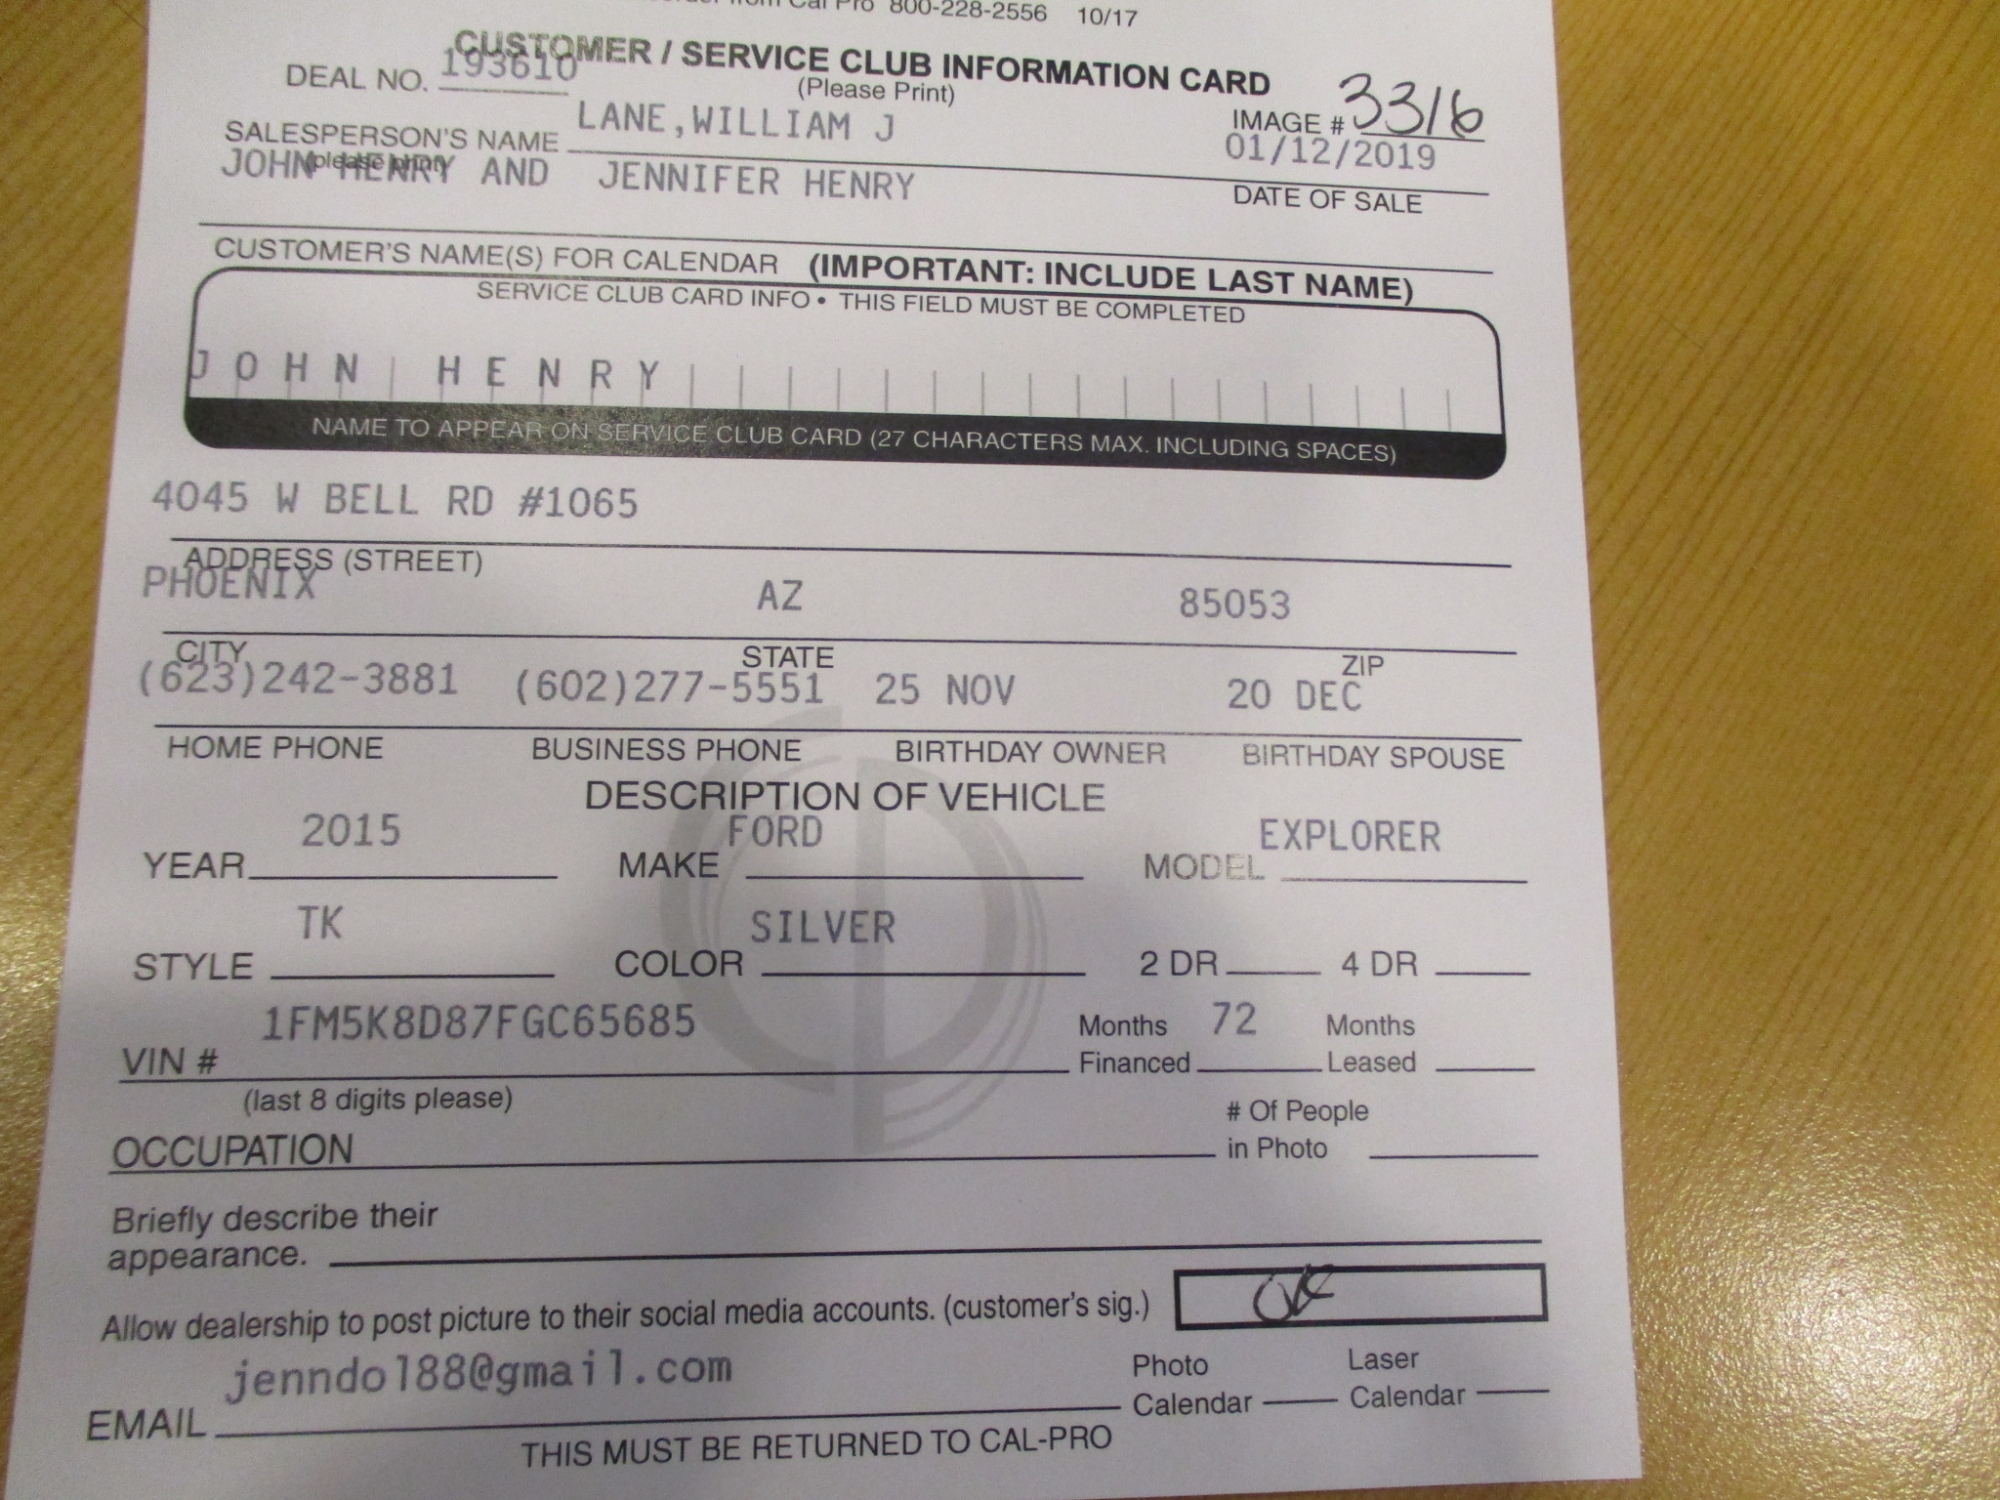 from Cal Pro 800-228-2556 10/17
CUSTOMER / SERVICE CLUB INFORMATION CARD
(Please Print)
DEAL NO. 193610
IMAGE # 3316
SALESPERSON'S NAME LANE,WILLIAM J
(please print)
01/12/2019
DATE OF SALE
JOHN HENRY AND JENNIFER HENRY
CUSTOMER'S NAME(S) FOR CALENDAR (IMPORTANT: INCLUDE LAST NAME)
SERVICE CLUB CARD INFO • THIS FIELD MUST BE COMPLETED
JOHN HENRY
NAME TO APPEAR ON SERVICE CLUB CARD (27 CHARACTERS MAX. INCLUDING SPACES)
4045 W BELL RD #1065
ADDRESS (STREET)
PHOENIX AZ 85053
CITY STATE ZIP
(623)242-3881 (602)277-5551 25 NOV 20 DEC
HOME PHONE BUSINESS PHONE BIRTHDAY OWNER BIRTHDAY SPOUSE
DESCRIPTION OF VEHICLE
YEAR 2015 MAKE FORD MODEL EXPLORER
STYLE TK COLOR SILVER 2 DR 4 DR
VIN # 1FM5K8D87FGC65685 Months Financed 72 Months Leased
(last 8 digits please)
OCCUPATION # Of People in Photo
Briefly describe their
appearance.
Allow dealership to post picture to their social media accounts. (customer's sig.) OK
EMAIL jenndo188@gmail.com Photo Calendar Laser Calendar
THIS MUST BE RETURNED TO CAL-PRO